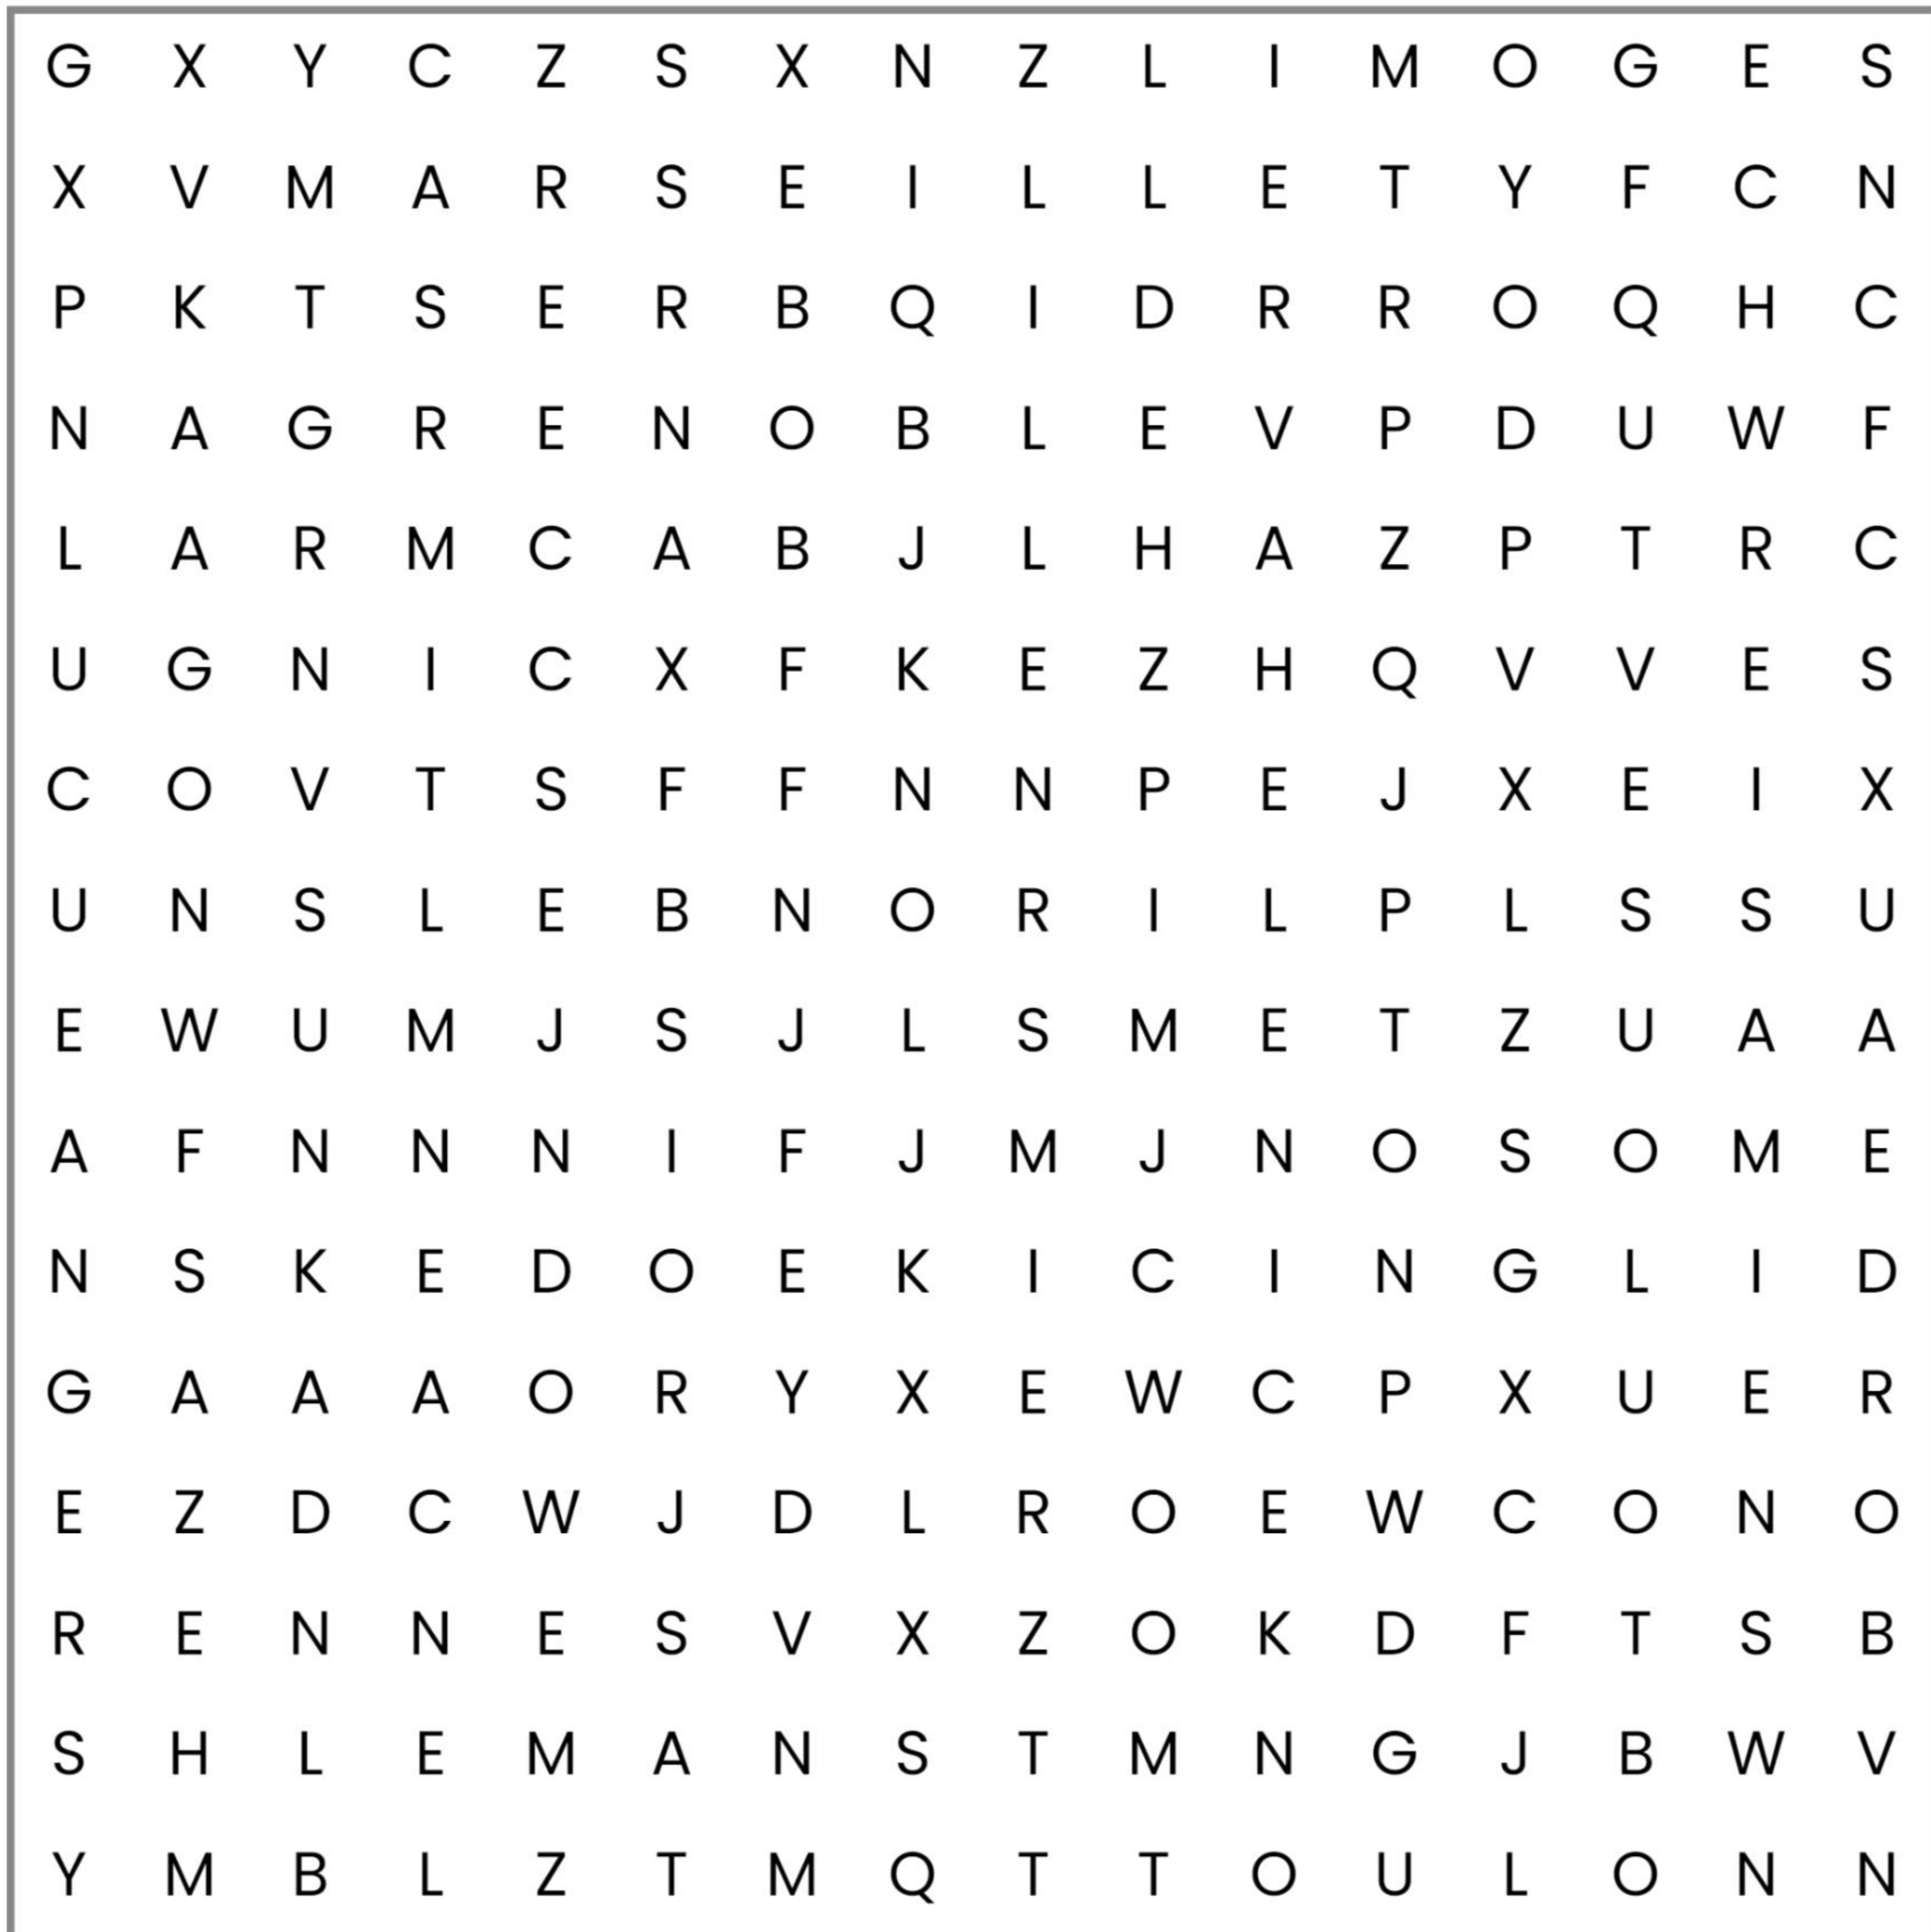 G X Y C Z S X N Z L I M O G E S
X V M A R S E I L L E T Y F C N
P K T S E R B Q I D R R O Q H C
N A G R E N O B L E V P D U W F
L A R M C A B J L H A Z P T R C
U G N I C X F K E Z H Q V V E S
C O V T S F F N N P E J X E I X
U N S L E B N O R I L P L S S U
E W U M J S J L S M E T Z U A A
A F N N N I F J M J N O S O M E
N S K E D O E K I C I N G L I D
G A A A O R Y X E W C P X U E R
E Z D C W J D L R O E W C O N O
R E N N E S V X Z O K D F T S B
S H L E M A N S T M N G J B W V
Y M B L Z T M Q T T O U L O N N